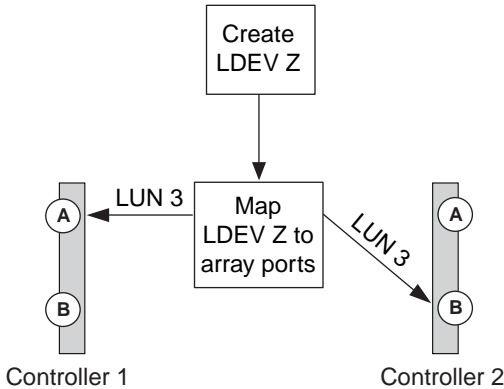 Create
LDEV Z
LUN 3
Map
LDEV Z to
array ports
LUN 3
A
B
A
B
Controller 1
Controller 2